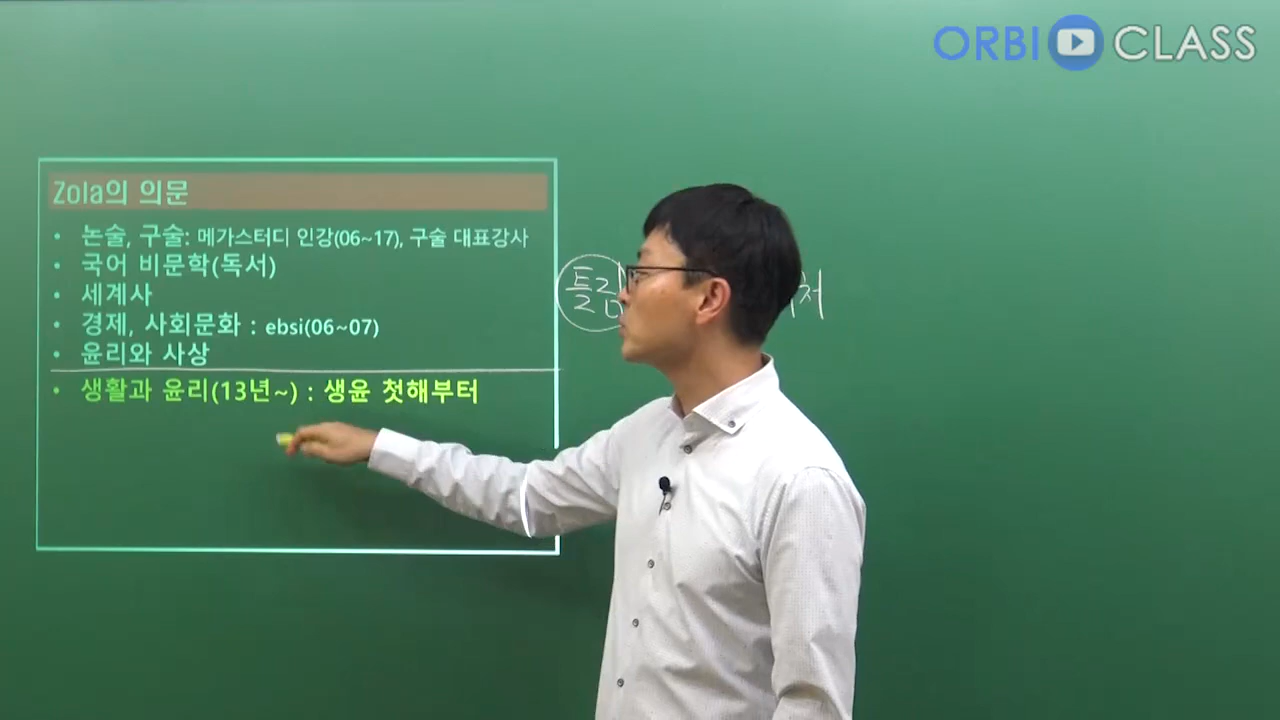 ORBI CLASS
Zola의 의문
• 논술, 구술: 메가스터디 인강(06~17), 구술 대표강사
• 국어 비문학(독서)
• 세계사
• 경제, 사회문화 : ebsi(06~07)
• 윤리와 사상
• 생활과 윤리(13년~) : 생윤 첫해부터